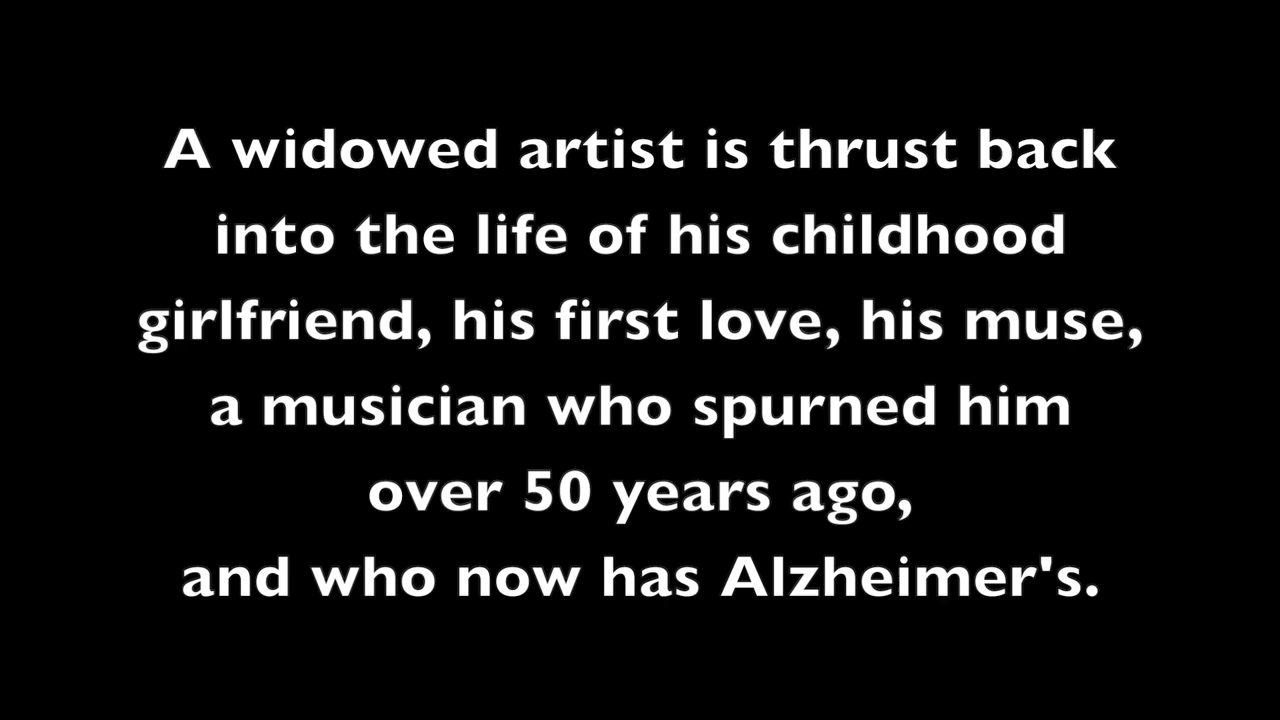 A widowed artist is thrust back
into the life of his childhood
girlfriend, his first love, his muse,
a musician who spurned him
over 50 years ago,
and who now has Alzheimer's.